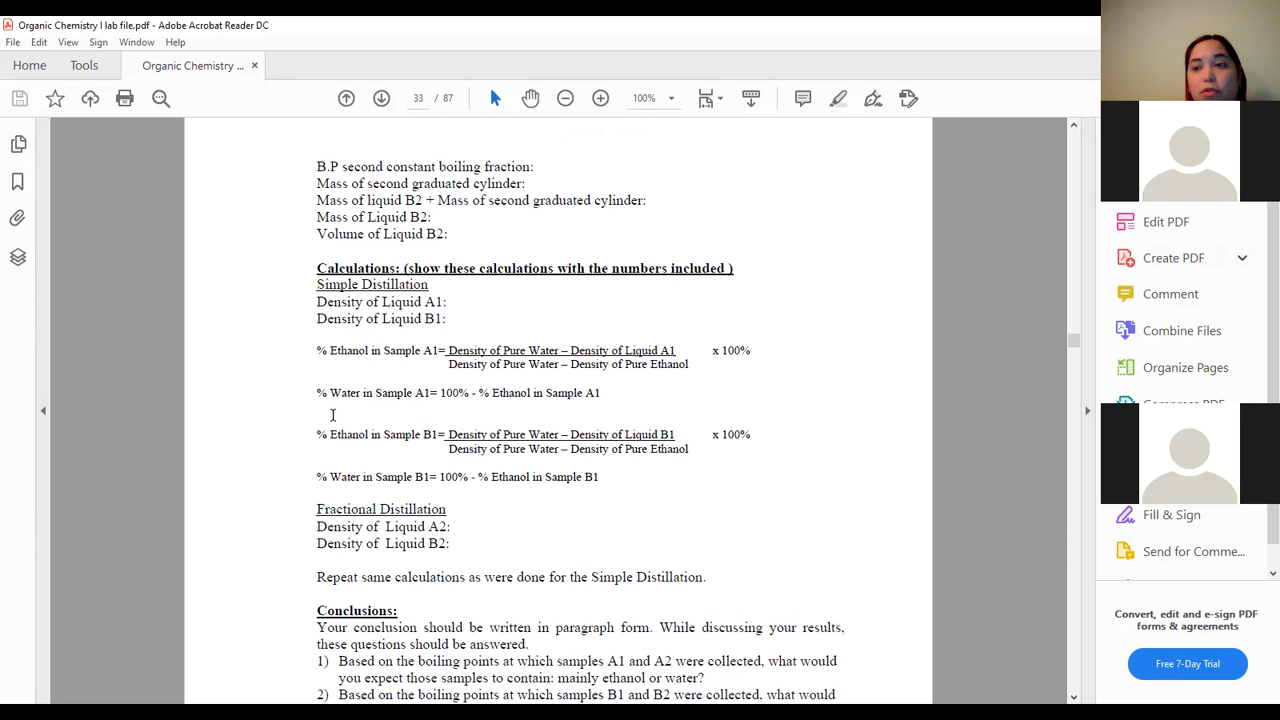 Organic Chemistry I lab file.pdf - Adobe Acrobat Reader DC
File Edit View Sign Window Help
Home Tools Organic Chemistry ... ×
33 / 87 100%
B.P second constant boiling fraction:
Mass of second graduated cylinder:
Mass of liquid B2 + Mass of second graduated cylinder:
Mass of Liquid B2:
Volume of Liquid B2:
Calculations: (show these calculations with the numbers included )
Simple Distillation
Density of Liquid A1:
Density of Liquid B1:
% Ethanol in Sample A1= Density of Pure Water – Density of Liquid A1 x 100%
Density of Pure Water – Density of Pure Ethanol
% Water in Sample A1= 100% - % Ethanol in Sample A1
% Ethanol in Sample B1= Density of Pure Water – Density of Liquid B1 x 100%
Density of Pure Water – Density of Pure Ethanol
% Water in Sample B1= 100% - % Ethanol in Sample B1
Fractional Distillation
Density of Liquid A2:
Density of Liquid B2:
Repeat same calculations as were done for the Simple Distillation.
Conclusions:
Your conclusion should be written in paragraph form. While discussing your results,
these questions should be answered.
1) Based on the boiling points at which samples A1 and A2 were collected, what would
you expect those samples to contain: mainly ethanol or water?
2) Based on the boiling points at which samples B1 and B2 were collected, what would
Edit PDF
Create PDF
Comment
Combine Files
Organize Pages
Fill & Sign
Send for Comme...
Convert, edit and e-sign PDF
forms & agreements
Free 7-Day Trial